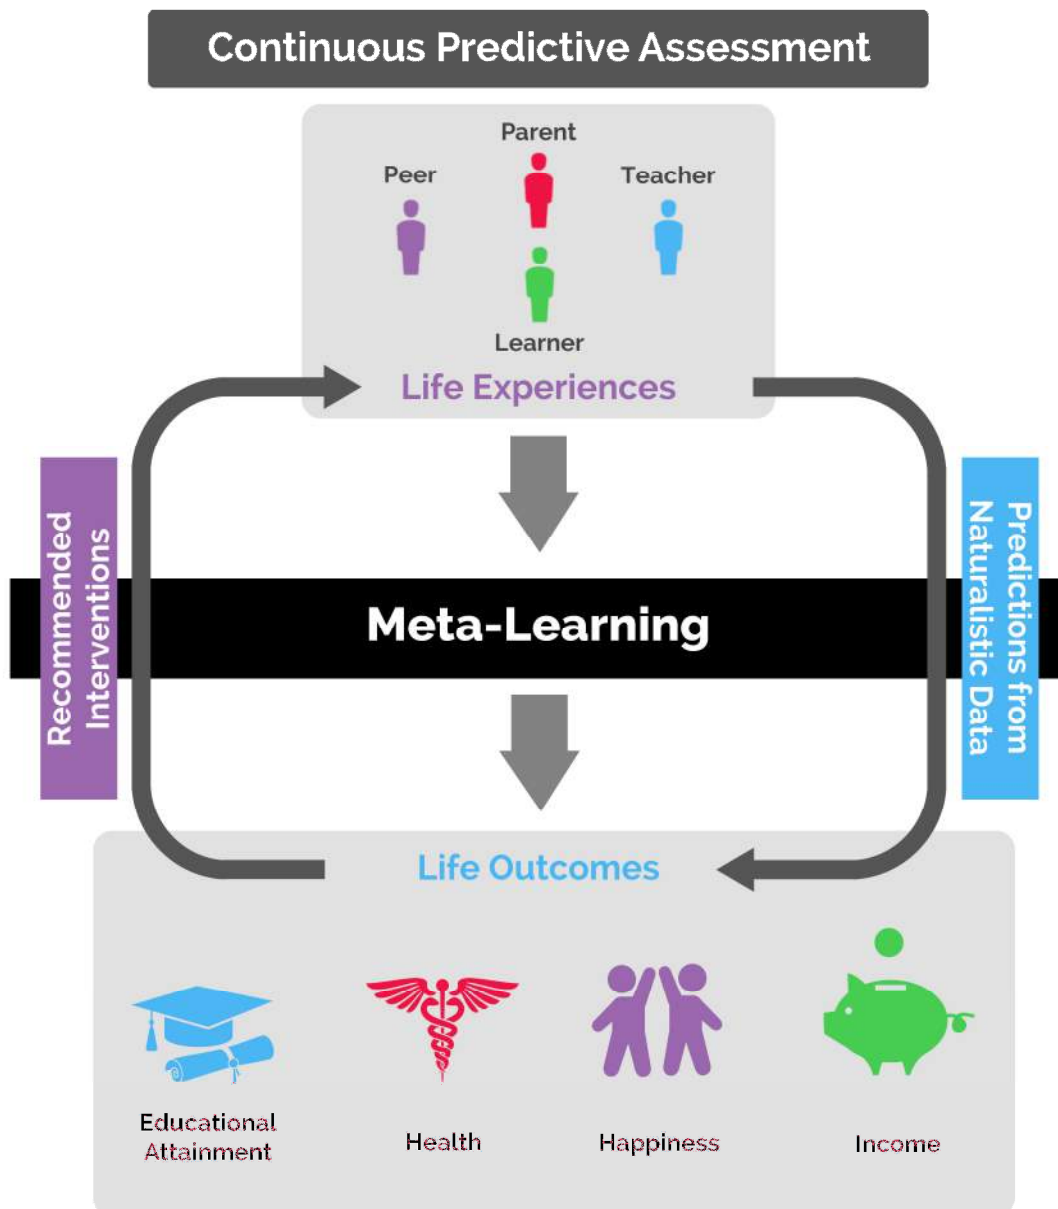 Continuous Predictive Assessment
Parent
Peer
Teacher
Learner
Life Experiences
Recommended
Interventions
Predictions from
Naturalistic Data
Meta-Learning
Life Outcomes
Educational
Attainment
Health
Happiness
Income